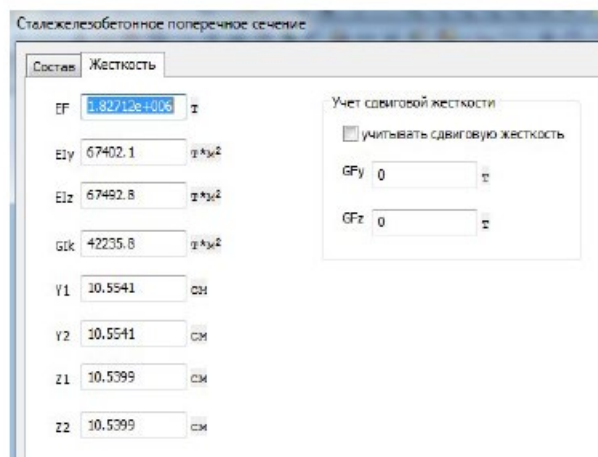 Сталежелезобетонное поперечное сечение
Состав Жесткость
EF 1.82712e+006 т
EIy 67402.1 т*м²
EIz 67492.8 т*м²
GIk 42235.8 т*м²
Y1 10.5541 см
Y2 10.5541 см
Z1 10.5399 см
Z2 10.5399 см
Учет сдвиговой жесткости
учитывать сдвиговую жесткость
GFy 0 т
GFz 0 т